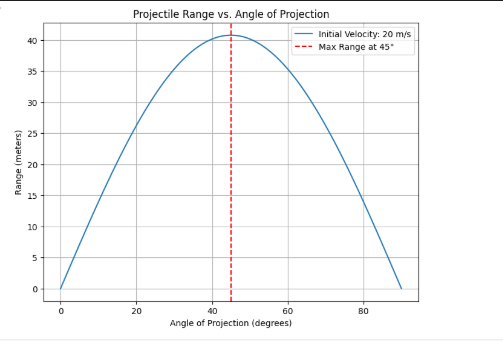 Projectile Range vs. Angle of Projection
Initial Velocity: 20 m/s
Max Range at 45°
Range (meters)
40
35
30
25
20
15
10
5
0
0 20 40 60 80
Angle of Projection (degrees)